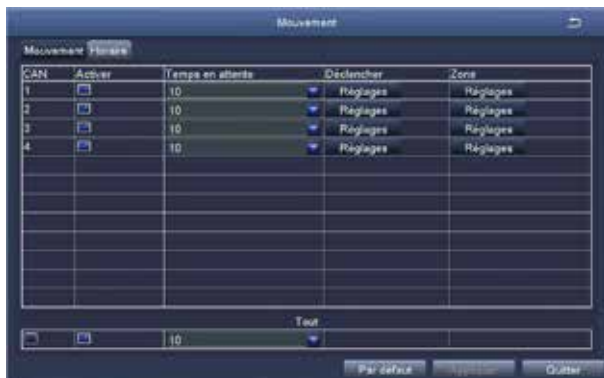 Mouvement
Mouvement Horaire
CAN Activer Temps en attente Déclencher Zone
1 10 Réglages Réglages
2 10 Réglages Réglages
3 10 Réglages Réglages
4 10 Réglages Réglages
Tout
10
Par défaut Appliquer Quitter